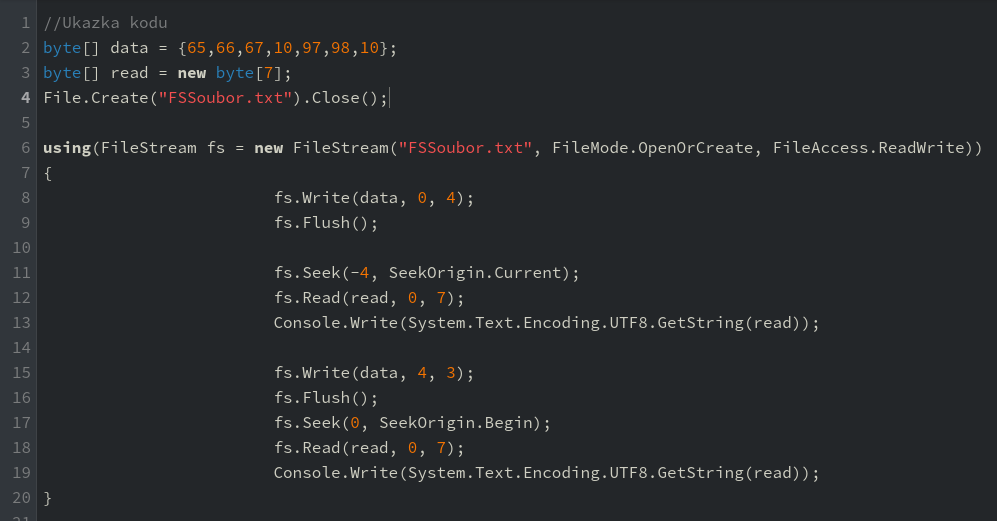 1 //Ukazka kodu
2 byte[] data = {65,66,67,10,97,98,10};
3 byte[] read = new byte[7];
4 File.Create("FSSoubor.txt").Close();
5
6 using(FileStream fs = new FileStream("FSSoubor.txt", FileMode.OpenOrCreate, FileAccess.ReadWrite))
7 {
8 fs.Write(data, 0, 4);
9 fs.Flush();
10
11 fs.Seek(-4, SeekOrigin.Current);
12 fs.Read(read, 0, 7);
13 Console.Write(System.Text.Encoding.UTF8.GetString(read));
14
15 fs.Write(data, 4, 3);
16 fs.Flush();
17 fs.Seek(0, SeekOrigin.Begin);
18 fs.Read(read, 0, 7);
19 Console.Write(System.Text.Encoding.UTF8.GetString(read));
20 }
21